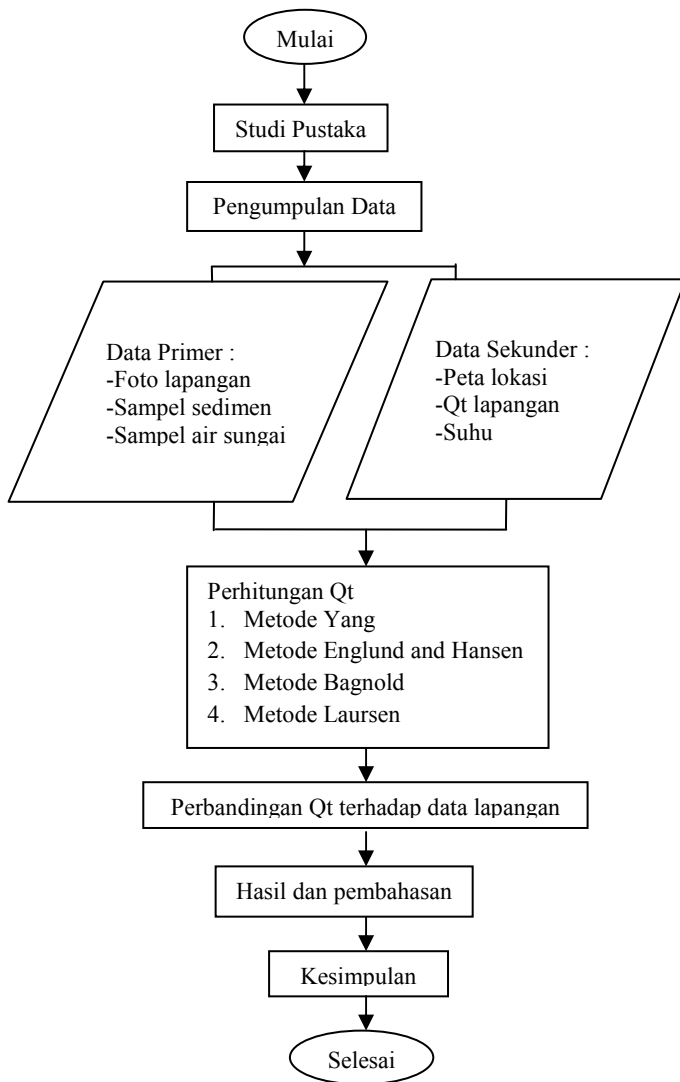 Mulai
Studi Pustaka
Pengumpulan Data
Data Primer :
-Foto lapangan
-Sampel sedimen
-Sampel air sungai
Data Sekunder :
-Peta lokasi
-Qt lapangan
-Suhu
Perhitungan Qt
1. Metode Yang
2. Metode Englund and Hansen
3. Metode Bagnold
4. Metode Laursen
Perbandingan Qt terhadap data lapangan
Hasil dan pembahasan
Kesimpulan
Selesai